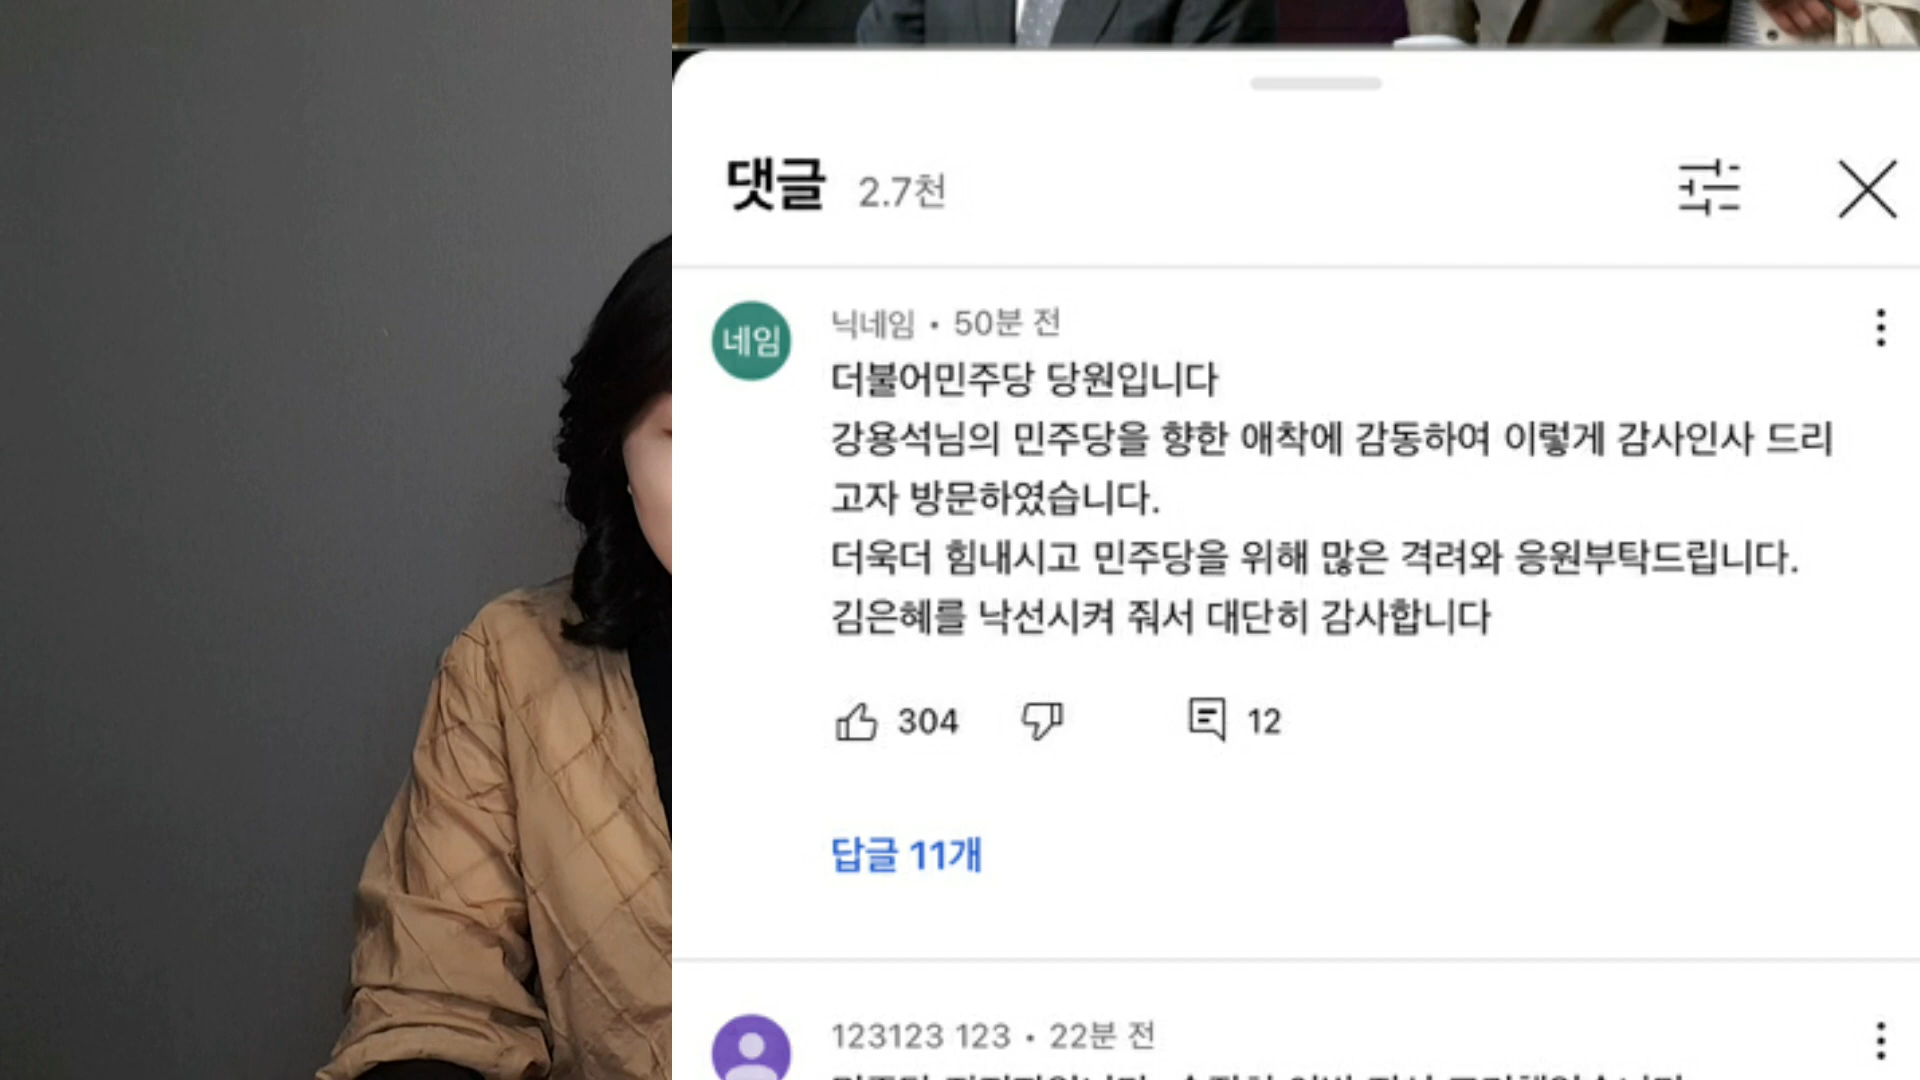 댓글 2.7천
네임
닉네임 • 50분 전
더불어민주당 당원입니다
강용석님의 민주당을 향한 애착에 감동하여 이렇게 감사인사 드리
고자 방문하였습니다.
더욱더 힘내시고 민주당을 위해 많은 격려와 응원부탁드립니다.
김은혜를 낙선시켜 줘서 대단히 감사합니다
304 12
답글 11개
123123 123 • 22분 전